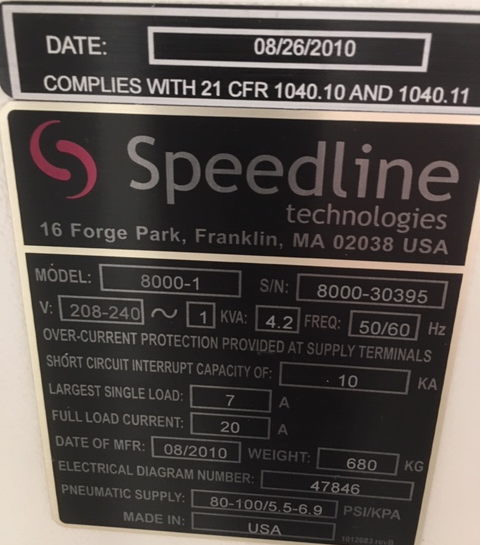 DATE: 08/26/2010
COMPLIES WITH 21 CFR 1040.10 AND 1040.11
Speedline
technologies
16 Forge Park, Franklin, MA 02038 USA
MODEL: 8000-1 S/N: 8000-30395
V: 208-240 ~ 1 KVA: 4.2 FREQ: 50/60 Hz
OVER-CURRENT PROTECTION PROVIDED AT SUPPLY TERMINALS
SHORT CIRCUIT INTERRUPT CAPACITY OF: 10 KA
LARGEST SINGLE LOAD: 7 A
FULL LOAD CURRENT: 20 A
DATE OF MFR: 08/2010 WEIGHT: 680 KG
ELECTRICAL DIAGRAM NUMBER: 47846
PNEUMATIC SUPPLY: 80-100/5.5-6.9 PSI/KPA
MADE IN: USA